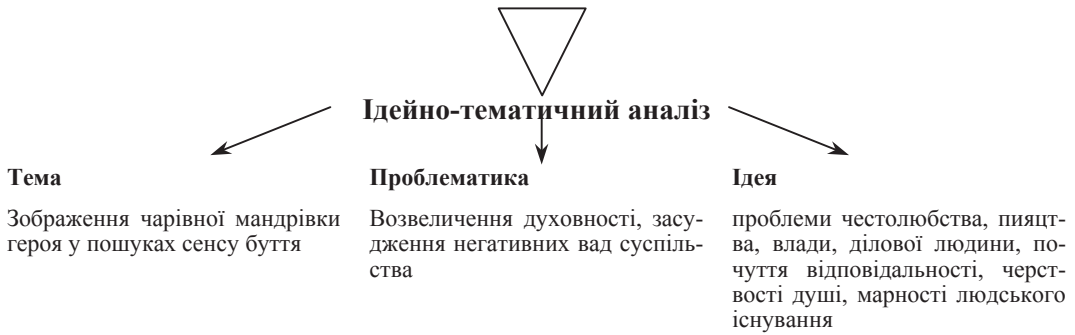 Ідейно-тематичний аналіз
Тема
Зображення чарівної мандрівки
героя у пошуках сенсу буття
Проблематика
Возвеличення духовності, засу-
дження негативних вад суспіль-
ства
Ідея
проблеми честолюбства, пияцт-
ва, влади, ділової людини, по-
чуття відповідальності, черст-
вості душі, марності людського
існування